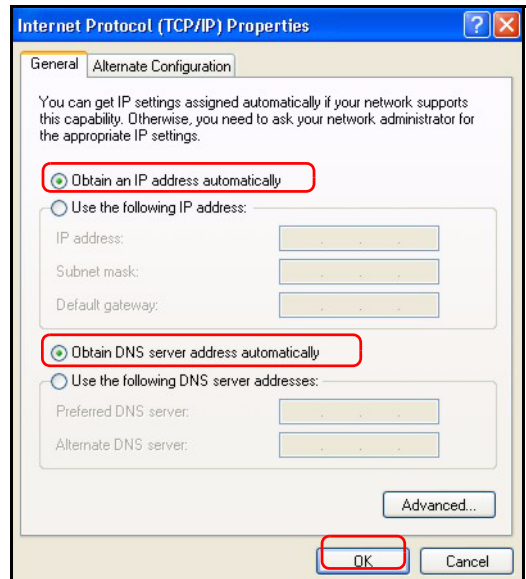 Internet Protocol (TCP/IP) Properties
General
Alternate Configuration
You can get IP settings assigned automatically if your network supports
this capability. Otherwise, you need to ask your network administrator for
the appropriate IP settings.
Obtain an IP address automatically
Use the following IP address:
IP address:
Subnet mask:
Default gateway:
Obtain DNS server address automatically
Use the following DNS server addresses:
Preferred DNS server:
Alternate DNS server:
Advanced...
OK
Cancel